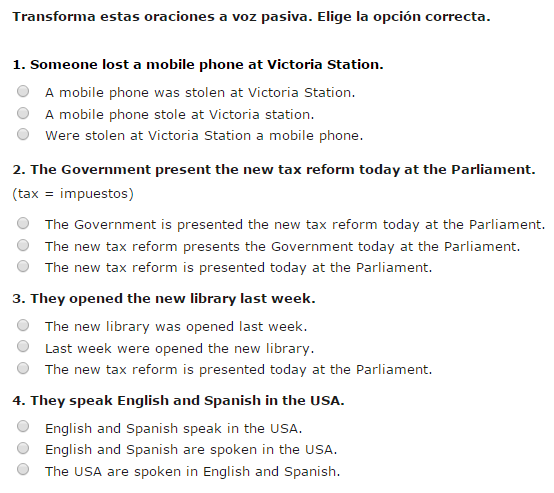 Transforma estas oraciones a voz pasiva. Elige la opción correcta.
1. Someone lost a mobile phone at Victoria Station.
A mobile phone was stolen at Victoria Station.
A mobile phone stole at Victoria station.
Were stolen at Victoria Station a mobile phone.
2. The Government present the new tax reform today at the Parliament.
(tax = impuestos)
The Government is presented the new tax reform today at the Parliament.
The new tax reform presents the Government today at the Parliament.
The new tax reform is presented today at the Parliament.
3. They opened the new library last week.
The new library was opened last week.
Last week were opened the new library.
The new tax reform is presented today at the Parliament.
4. They speak English and Spanish in the USA.
English and Spanish speak in the USA.
English and Spanish are spoken in the USA.
The USA are spoken in English and Spanish.